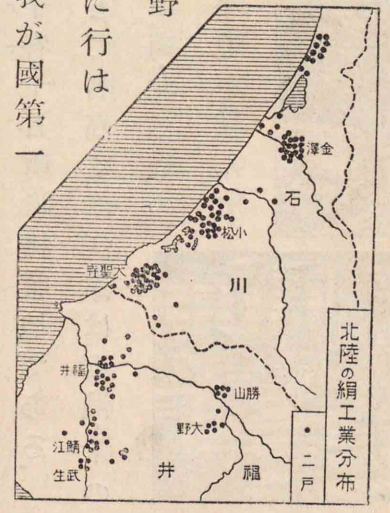 北陸の絹工業分布
二戸
金澤
石川
小松
大聖寺
福井
勝山
大野
鯖江
武生
福井
野
に行は
我が國第一